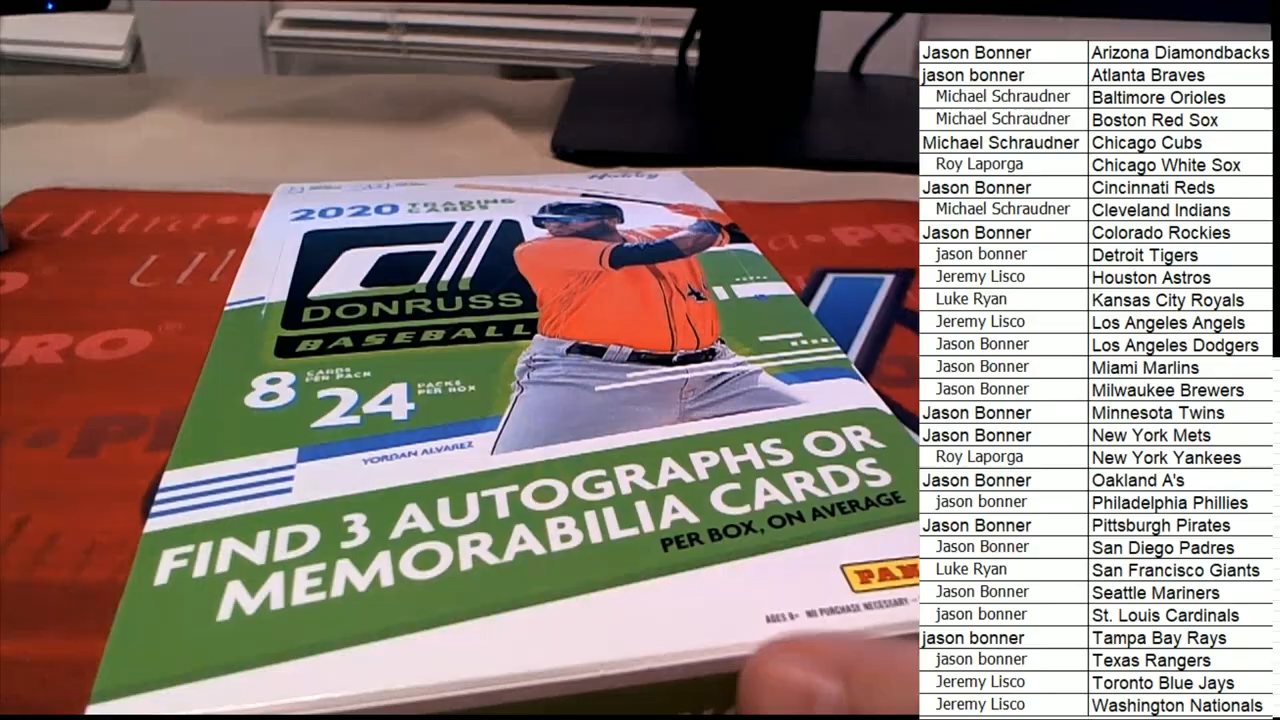 Hobby
2020 TRADING CARDS
DONRUSS
BASEBALL
8 CARDS PER PACK
24 PACKS PER BOX
YORDAN ALVAREZ
FIND 3 AUTOGRAPHS OR
MEMORABILIA CARDS
PER BOX, ON AVERAGE
AGES 9+ NO PURCHASE NECESSARY
Ultra
PRO
Jason Bonner Arizona Diamondbacks
jason bonner Atlanta Braves
Michael Schraudner Baltimore Orioles
Michael Schraudner Boston Red Sox
Michael Schraudner Chicago Cubs
Roy Laporga Chicago White Sox
Jason Bonner Cincinnati Reds
Michael Schraudner Cleveland Indians
Jason Bonner Colorado Rockies
jason bonner Detroit Tigers
Jeremy Lisco Houston Astros
Luke Ryan Kansas City Royals
Jeremy Lisco Los Angeles Angels
Jason Bonner Los Angeles Dodgers
Jason Bonner Miami Marlins
Jason Bonner Milwaukee Brewers
Jason Bonner Minnesota Twins
Jason Bonner New York Mets
Roy Laporga New York Yankees
Jason Bonner Oakland A's
jason bonner Philadelphia Phillies
Jason Bonner Pittsburgh Pirates
Jason Bonner San Diego Padres
Luke Ryan San Francisco Giants
Jason Bonner Seattle Mariners
jason bonner St. Louis Cardinals
jason bonner Tampa Bay Rays
jason bonner Texas Rangers
Jeremy Lisco Toronto Blue Jays
Jeremy Lisco Washington Nationals